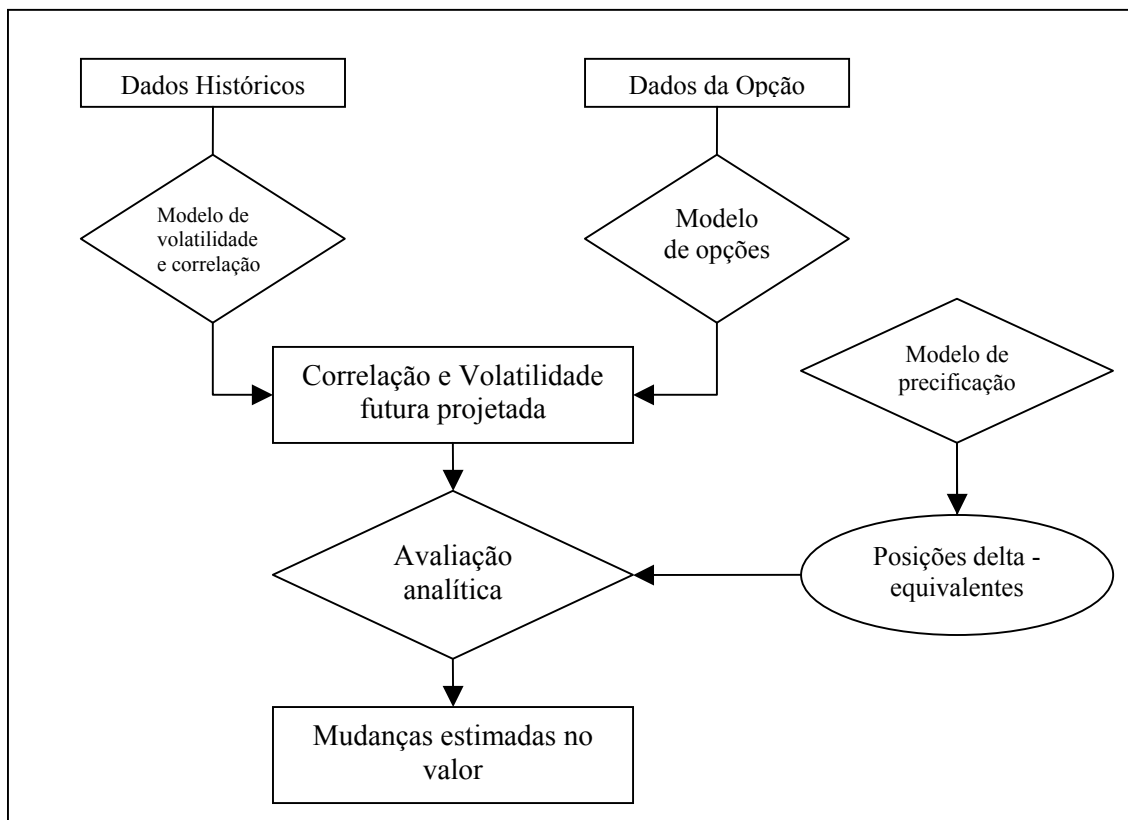 Dados Históricos
Dados da Opção
Modelo de
volatilidade
e correlação
Modelo
de opções
Modelo de
precificação
Correlação e Volatilidade
futura projetada
Avaliação
analítica
Posições delta -
equivalentes
Mudanças estimadas no
valor